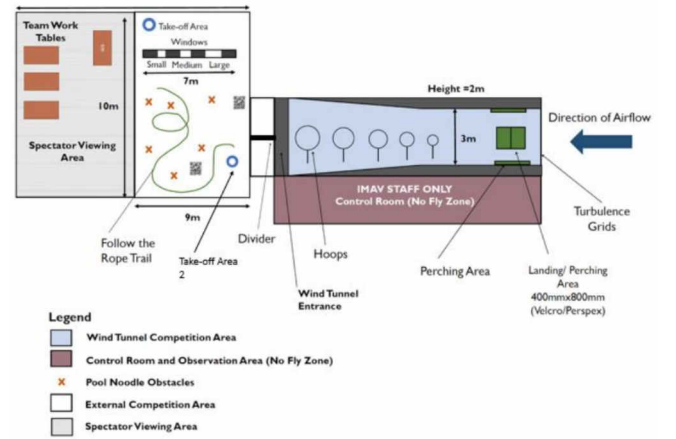 Team Work
Tables
Take-off Area
Windows
Small Medium Large
7m
10m
Spectator Viewing
Area
9m
Height =2m
3m
Direction of Airflow
IMAV STAFF ONLY
Control Room (No Fly Zone)
Turbulence
Grids
Follow the
Rope Trail
Take-off Area
2
Divider
Hoops
Wind Tunnel
Entrance
Perching Area
Landing/ Perching
Area
400mmx800mm
(Velcro/Perspex)
Legend
Wind Tunnel Competition Area
Control Room and Observation Area (No Fly Zone)
Pool Noodle Obstacles
External Competition Area
Spectator Viewing Area